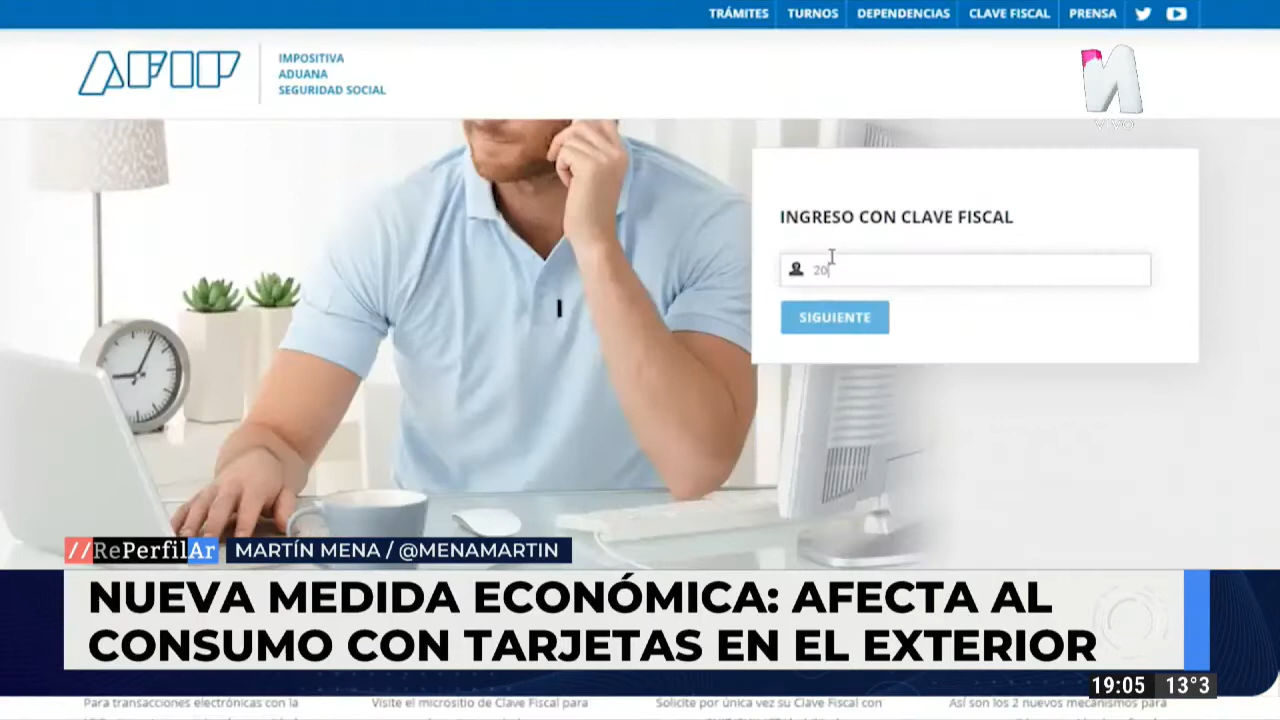 TRÁMITES TURNOS DEPENDENCIAS CLAVE FISCAL PRENSA
AFIP
IMPOSITIVA
ADUANA
SEGURIDAD SOCIAL
VIVO
INGRESO CON CLAVE FISCAL
20
SIGUIENTE
//RePerfilAr MARTÍN MENA / @MENAMARTIN
NUEVA MEDIDA ECONÓMICA: AFECTA AL
CONSUMO CON TARJETAS EN EL EXTERIOR
19:05 13°3
Para transacciones electrónicas con la
Visite el micrositio de Clave Fiscal para
Solicite por única vez su Clave Fiscal con
Así son los 2 nuevos mecanismos para